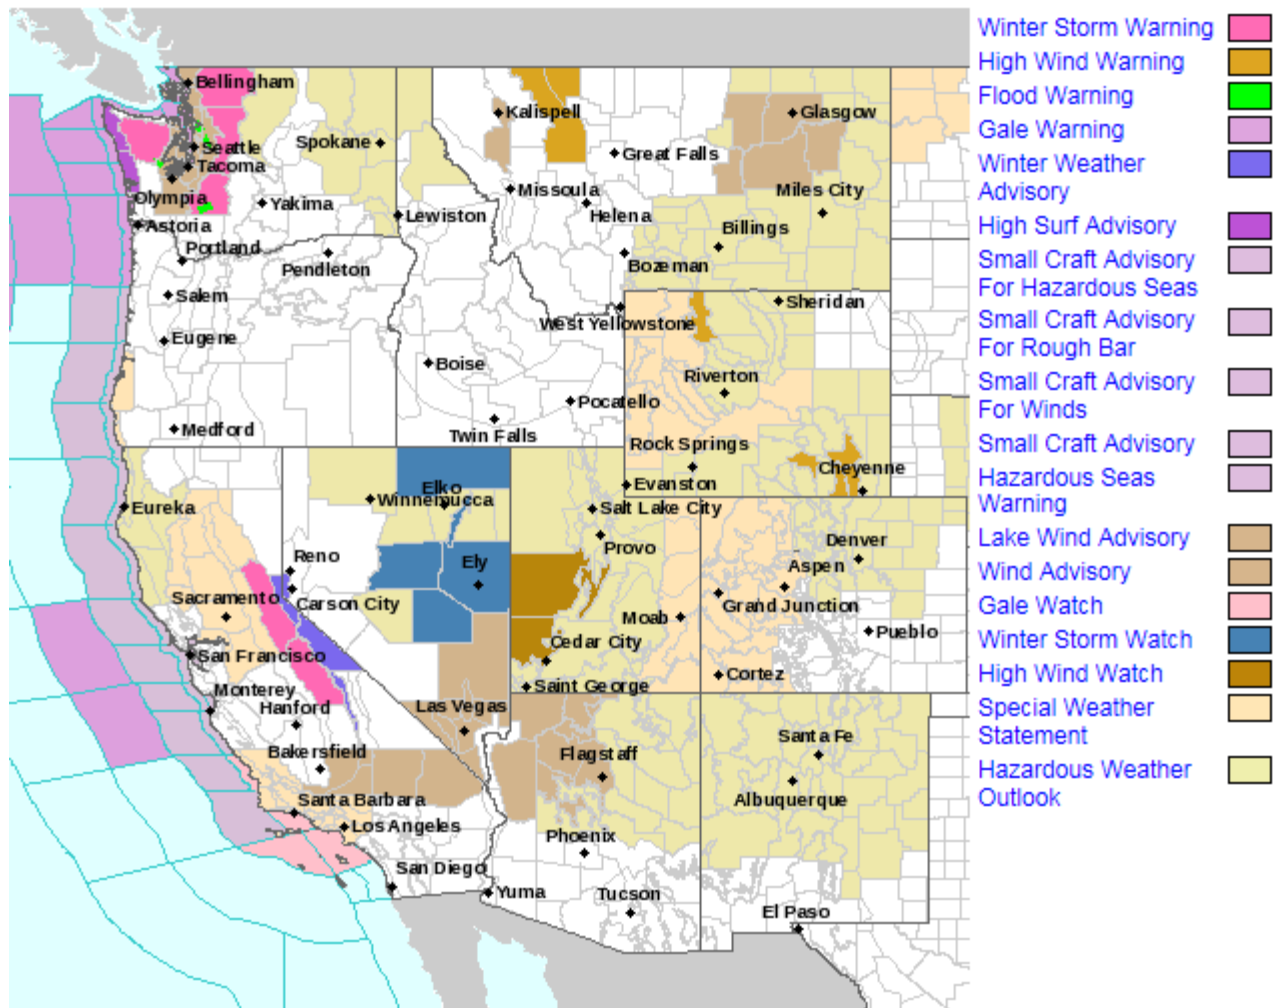 Winter Storm Warning
High Wind Warning
Flood Warning
Gale Warning
Winter Weather
Advisory
High Surf Advisory
Small Craft Advisory
For Hazardous Seas
Small Craft Advisory
For Rough Bar
Small Craft Advisory
For Winds
Small Craft Advisory
Hazardous Seas
Warning
Lake Wind Advisory
Wind Advisory
Gale Watch
Winter Storm Watch
High Wind Watch
Special Weather
Statement
Hazardous Weather
Outlook
Bellingham
Kalispell
Glasgow
Seattle
Spokane
Great Falls
Tacoma
Olympia
Missoula
Miles City
Yakima
Lewiston
Helena
Astoria
Billings
Portland
Pendleton
Bozeman
Salem
Sheridan
West Yellowstone
Eugene
Boise
Riverton
Pocatello
Medford
Twin Falls
Rock Springs
Cheyenne
Elko
Evanston
Winnemucca
Eureka
Salt Lake City
Denver
Provo
Reno
Ely
Aspen
Sacramento
Carson City
Grand Junction
Moab
Pueblo
Cedar City
San Francisco
Cortez
Saint George
Monterey
Hanford
Las Vegas
Santa Fe
Bakersfield
Flagstaff
Albuquerque
Santa Barbara
Los Angeles
Phoenix
San Diego
Yuma
Tucson
El Paso